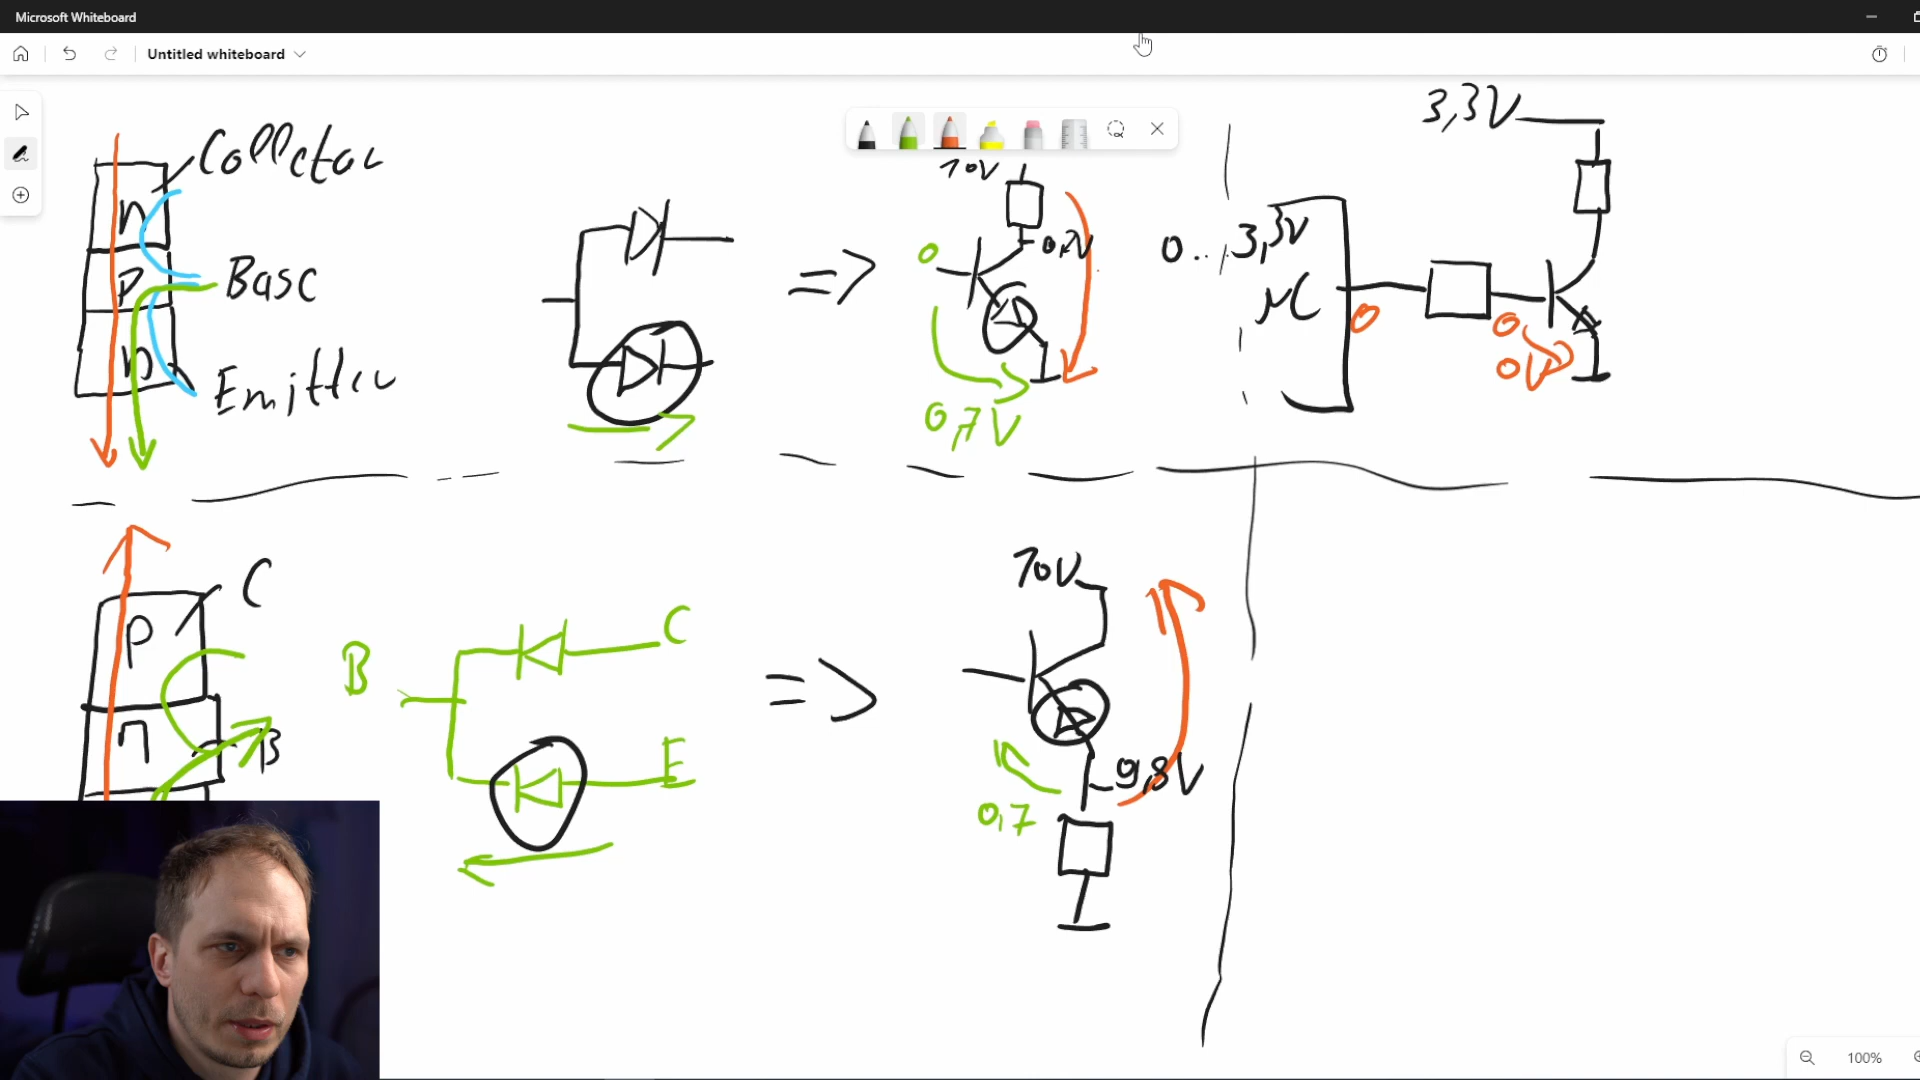 Microsoft Whiteboard
Untitled whiteboard
Collctor
n
Base
p
n
Emitter
10V
0,2V
0
0,7V
3,3V
0..,3,3V
µC
0
0
0V
C
p
B
n
B
C
E
=>
=>
10V
9,8V
0,7
100%